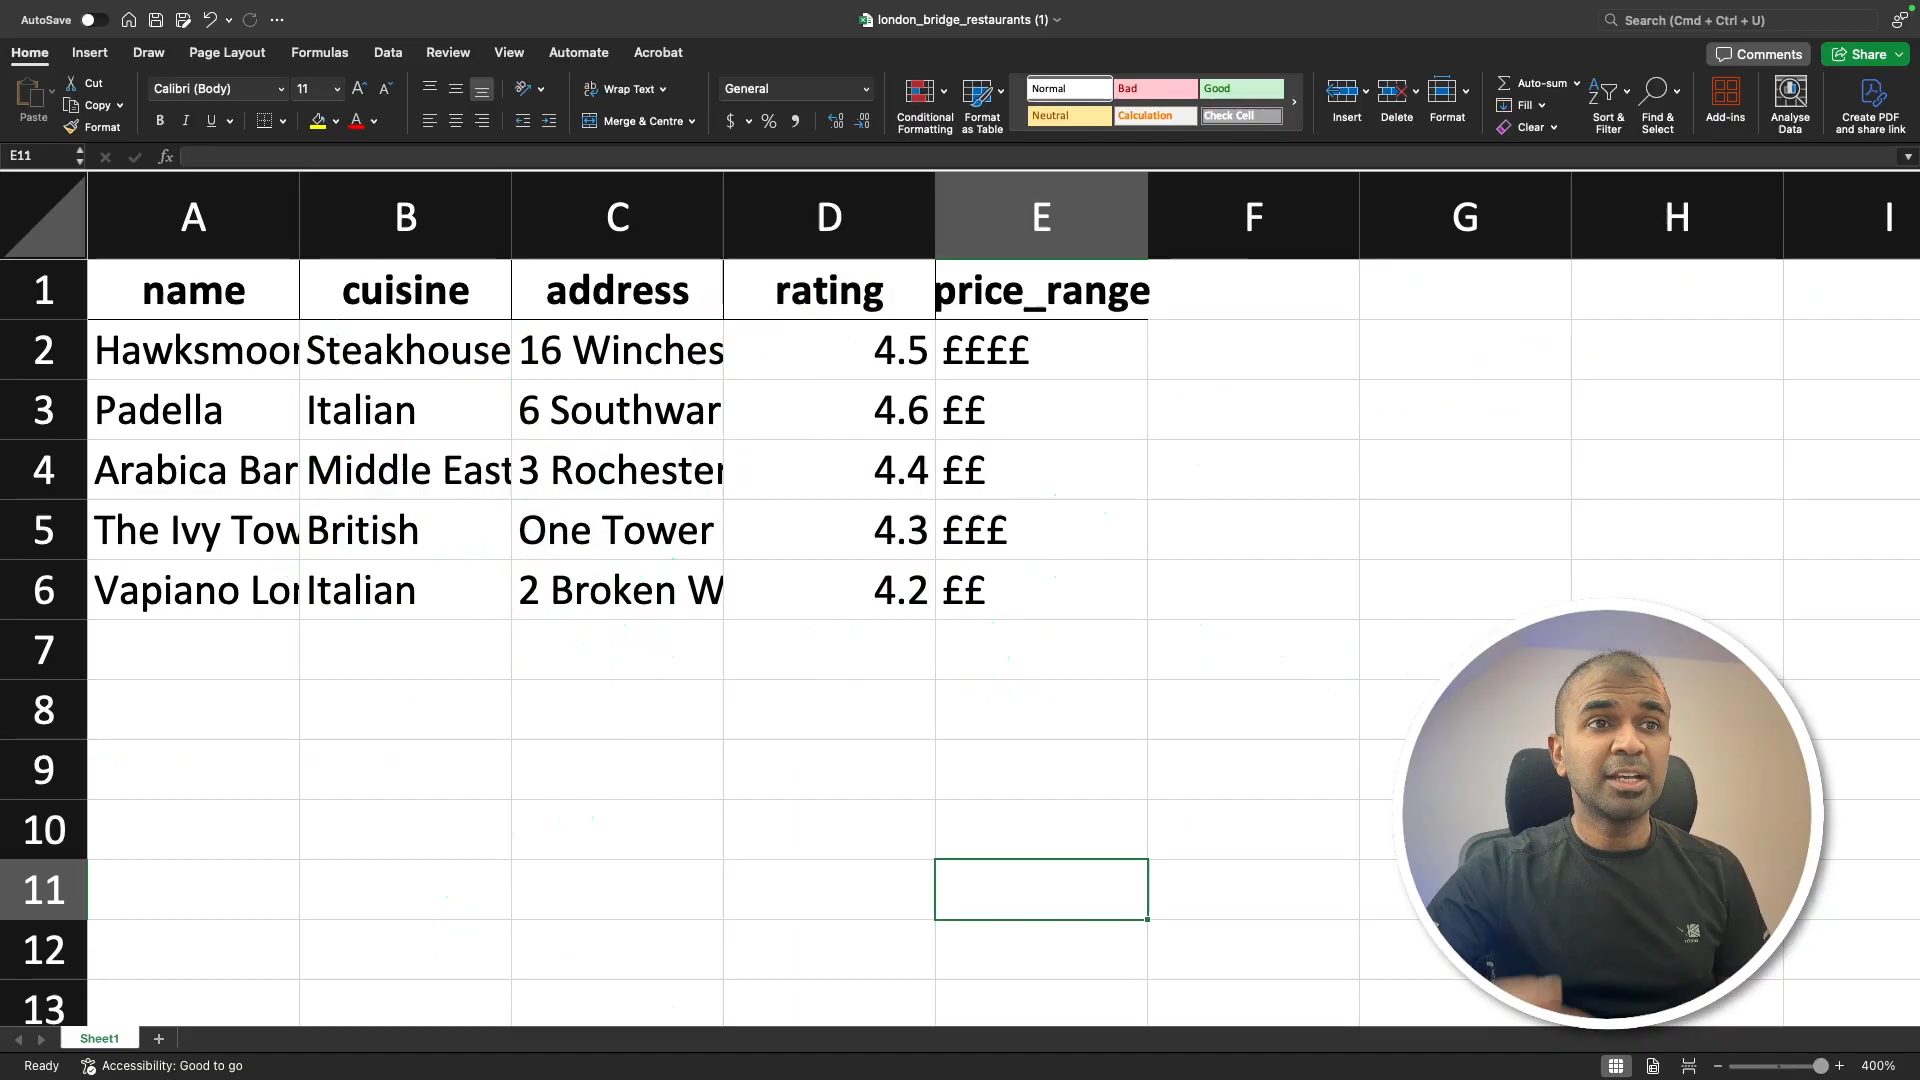 AutoSave
london_bridge_restaurants (1)
Search (Cmd + Ctrl + U)
Home Insert Draw Page Layout Formulas Data Review View Automate Acrobat
Comments Share
Paste
Cut
Copy
Format
Calibri (Body) 11
B I U A
Wrap Text
Merge & Centre
General
$ % 9
Conditional Formatting
Format as Table
Normal Bad Good
Neutral Calculation Check Cell
Insert Delete Format
Auto-sum
Fill
Clear
Sort & Filter
Find & Select
Add-ins
Analyse Data
Create PDF and share link
E11 fx
A B C D E F G H I
1 name cuisine address rating price_range
2 Hawksmoor Steakhouse 16 Winches 4.5 ££££
3 Padella Italian 6 Southwar 4.6 ££
4 Arabica Bar Middle East 3 Rochester 4.4 ££
5 The Ivy Tow British One Tower 4.3 £££
6 Vapiano Lon Italian 2 Broken W 4.2 ££
7
8
9
10
11
12
13
Sheet1 +
Ready Accessibility: Good to go
400%